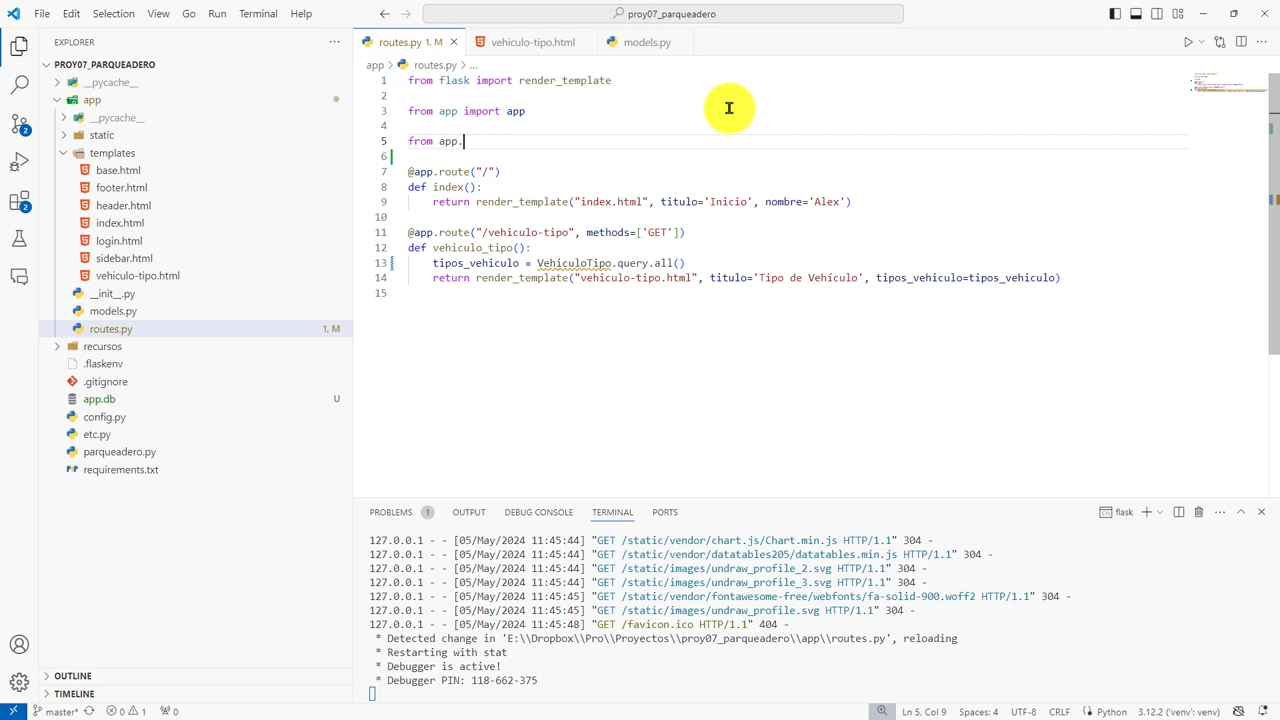 File Edit Selection View Go Run Terminal Help
proy07_parqueadero
EXPLORER
routes.py 1, M
vehiculo-tipo.html
models.py
PROY07_PARQUEADERO
app > routes.py > ...
__pycache__
app
__pycache__
static
templates
base.html
footer.html
header.html
index.html
login.html
sidebar.html
vehiculo-tipo.html
__init__.py
models.py
routes.py 1, M
recursos
.flaskenv
.gitignore
app.db U
config.py
etc.py
parqueadero.py
requirements.txt
OUTLINE
TIMELINE
2
2
1 from flask import render_template
2
3 from app import app
4
5 from app.
6
7 @app.route("/")
8 def index():
9 return render_template("index.html", titulo='Inicio', nombre='Alex')
10
11 @app.route("/vehiculo-tipo", methods=['GET'])
12 def vehiculo_tipo():
13 tipos_vehiculo = VehiculoTipo.query.all()
14 return render_template("vehiculo-tipo.html", titulo='Tipo de Vehículo', tipos_vehiculo=tipos_vehiculo)
15
PROBLEMS 1 OUTPUT DEBUG CONSOLE TERMINAL PORTS
flask
127.0.0.1 - - [05/May/2024 11:45:44] "GET /static/vendor/chart.js/Chart.min.js HTTP/1.1" 304 -
127.0.0.1 - - [05/May/2024 11:45:44] "GET /static/vendor/datatables205/datatables.min.js HTTP/1.1" 304 -
127.0.0.1 - - [05/May/2024 11:45:44] "GET /static/images/undraw_profile_2.svg HTTP/1.1" 304 -
127.0.0.1 - - [05/May/2024 11:45:44] "GET /static/images/undraw_profile_3.svg HTTP/1.1" 304 -
127.0.0.1 - - [05/May/2024 11:45:45] "GET /static/vendor/fontawesome-free/webfonts/fa-solid-900.woff2 HTTP/1.1" 304 -
127.0.0.1 - - [05/May/2024 11:45:45] "GET /static/images/undraw_profile.svg HTTP/1.1" 304 -
127.0.0.1 - - [05/May/2024 11:45:44] "GET /favicon.ico HTTP/1.1" 404 -
* Detected change in 'E:\\Dropbox\\Pro\\Proyectos\\proy07_parqueadero\\app\\routes.py', reloading
* Restarting with stat
* Debugger is active!
* Debugger PIN: 118-662-375
master* 0 1 0
Ln 5, Col 9 Spaces: 4 UTF-8 CRLF Python 3.12.2 ('venv': venv)